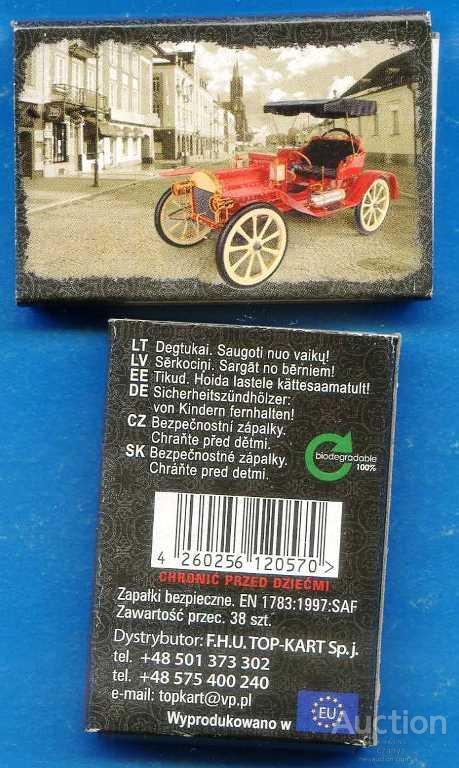 LT Degtukai. Saugoti nuo vaikų!
LV Sērkociņi. Sargāt no bērniem!
EE Tikud. Hoida lastele kättesaamatult!
DE Sicherheitszündhölzer:
von Kindern fernhalten!
CZ Bezpečnostní zápalky.
Chraňte před dětmi.
SK Bezpečnostné zápalky.
Chráňte pred detmi.
biodegradable
100%
4 260256 120570 >
CHRONIĆ PRZED DZIEĆMI
Zapałki bezpieczne. EN 1783:1997:SAF
Zawartość przec. 38 szt.
Dystrybutor: F.H.U. TOP-KART Sp. j.
tel. +48 501 373 302
tel. +48 575 400 240
e-mail: topkart@vp.pl
Wyprodukowano w EU
Auction